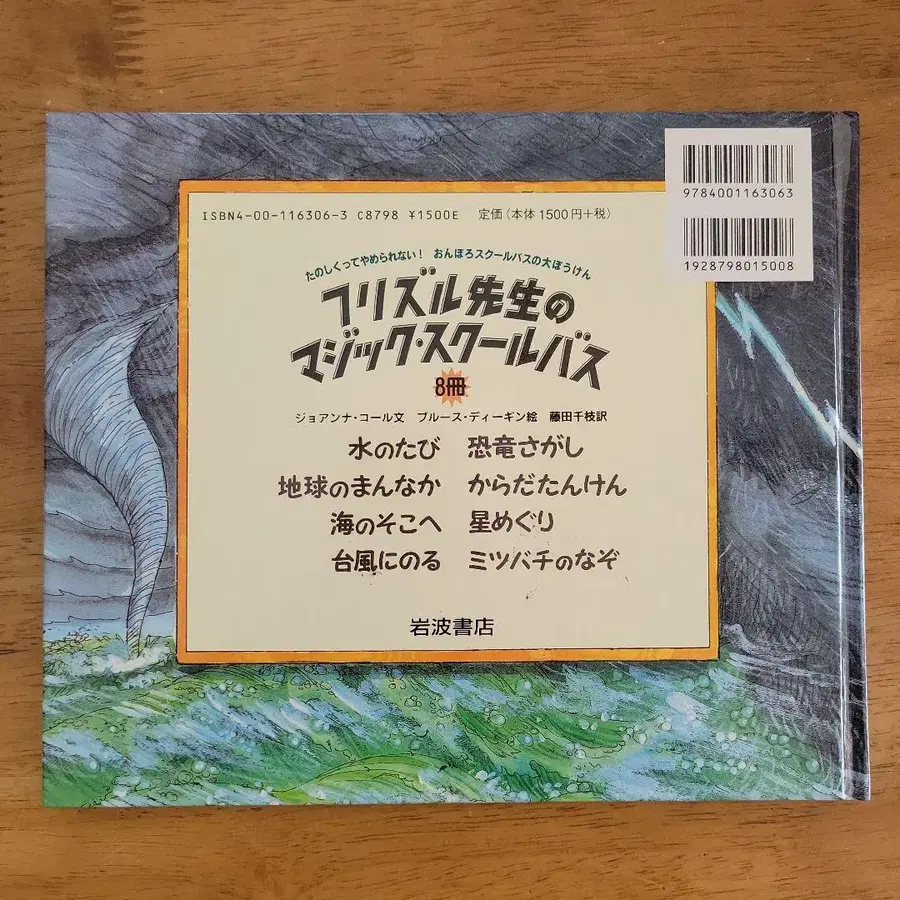 9784001163063
1928798015008
ISBN4-00-116306-3 C8798 ¥1500E 定価(本体1500円+税)
たのしくってやめられない! おんぼろスクールバスの大ぼうけん
フリズル先生の
マジック・スクールバス
8冊
ジョアンナ・コール文 ブルース・ディーギン絵 藤田千枝訳
水のたび 恐竜さがし
地球のまんなか からだたんけん
海のそこへ 星めぐり
台風にのる ミツバチのなぞ
岩波書店